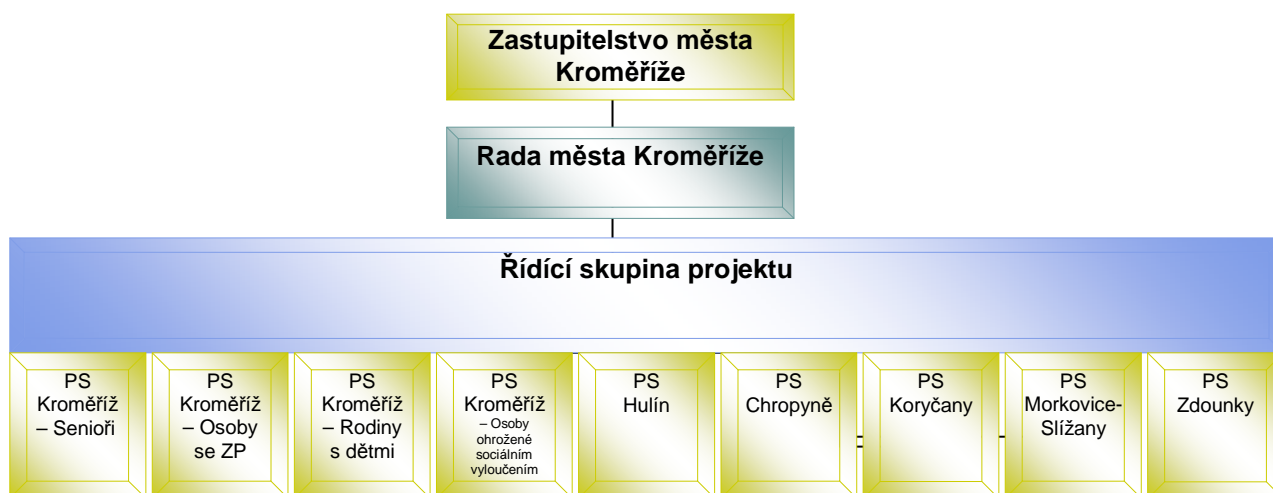 Zastupitelstvo města
Kroměříže
Rada města Kroměříže
Řídící skupina projektu
PS
Kroměříž
– Senioři
PS
Kroměříž
– Osoby
se ZP
PS
Kroměříž
– Rodiny
s dětmi
PS
Kroměříž
– Osoby
ohrožené
sociálním
vyloučením
PS
Hulín
PS
Chropyně
PS
Koryčany
PS
Morkovice-
Slížany
PS
Zdounky